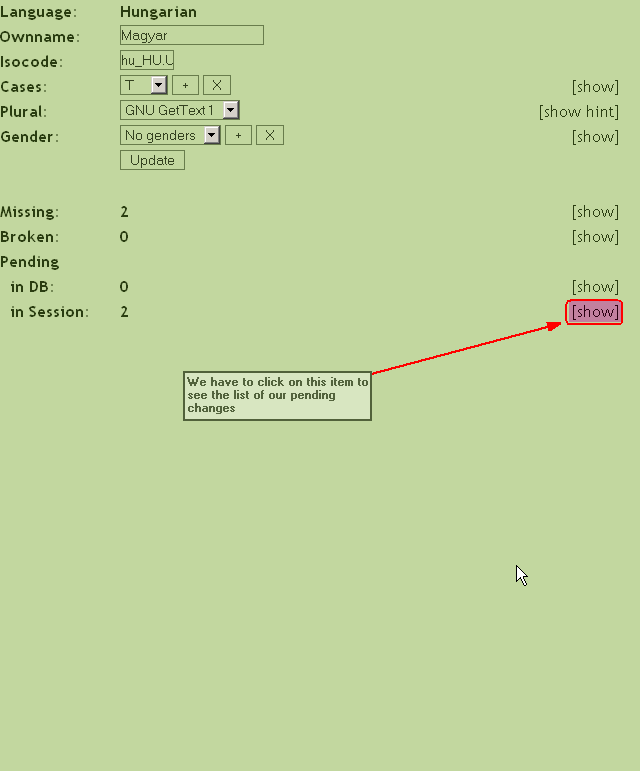 Language: Hungarian
Ownname: Magyar
Isocode: hu_HU.U
Cases: T + X [show]
Plural: GNU GetText 1 [show hint]
Gender: No genders + X [show]
Update
Missing: 2 [show]
Broken: 0 [show]
Pending
in DB: 0 [show]
in Session: 2 [show]
We have to click on this item to
see the list of our pending
changes